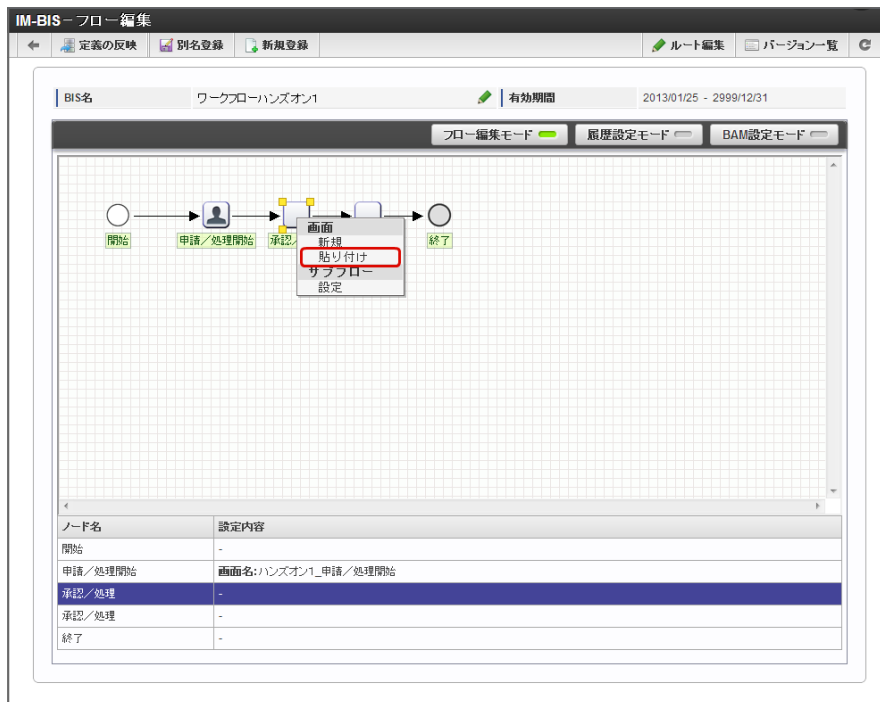 IM-BIS－フロー編集
定義の反映 別名登録 新規登録 ルート編集 バージョン一覧
BIS名 ワークフローハンズオン1 有効期間 2013/01/25 - 2999/12/31
フロー編集モード 履歴設定モード BAM設定モード
開始 申請／処理開始 承認／ 終了
画面
新規
貼り付け
サブフロー
設定
ノード名 設定内容
開始 -
申請／処理開始 画面名:ハンズオン1_申請／処理開始
承認／処理 -
承認／処理 -
終了 -